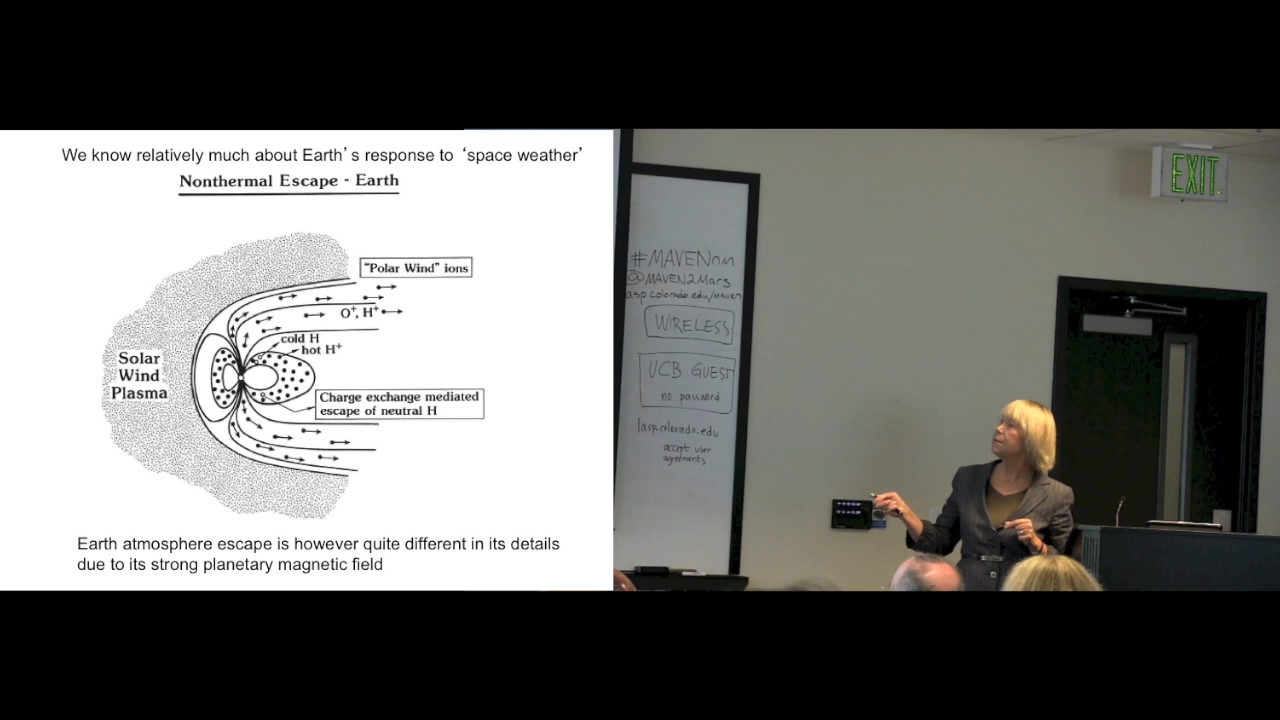 We know relatively much about Earth's response to 'space weather'
Nonthermal Escape - Earth
"Polar Wind" ions
O⁺, H⁺
cold H
hot H⁺
Solar
Wind
Plasma
Charge exchange mediated
escape of neutral H
Earth atmosphere escape is however quite different in its details
due to its strong planetary magnetic field
#MAVENnm
@MAVEN2Mars
lasp.colorado.edu/maven
WIRELESS
UCB GUEST
no password
lasp.colorado.edu
accept user
agreements
EXIT